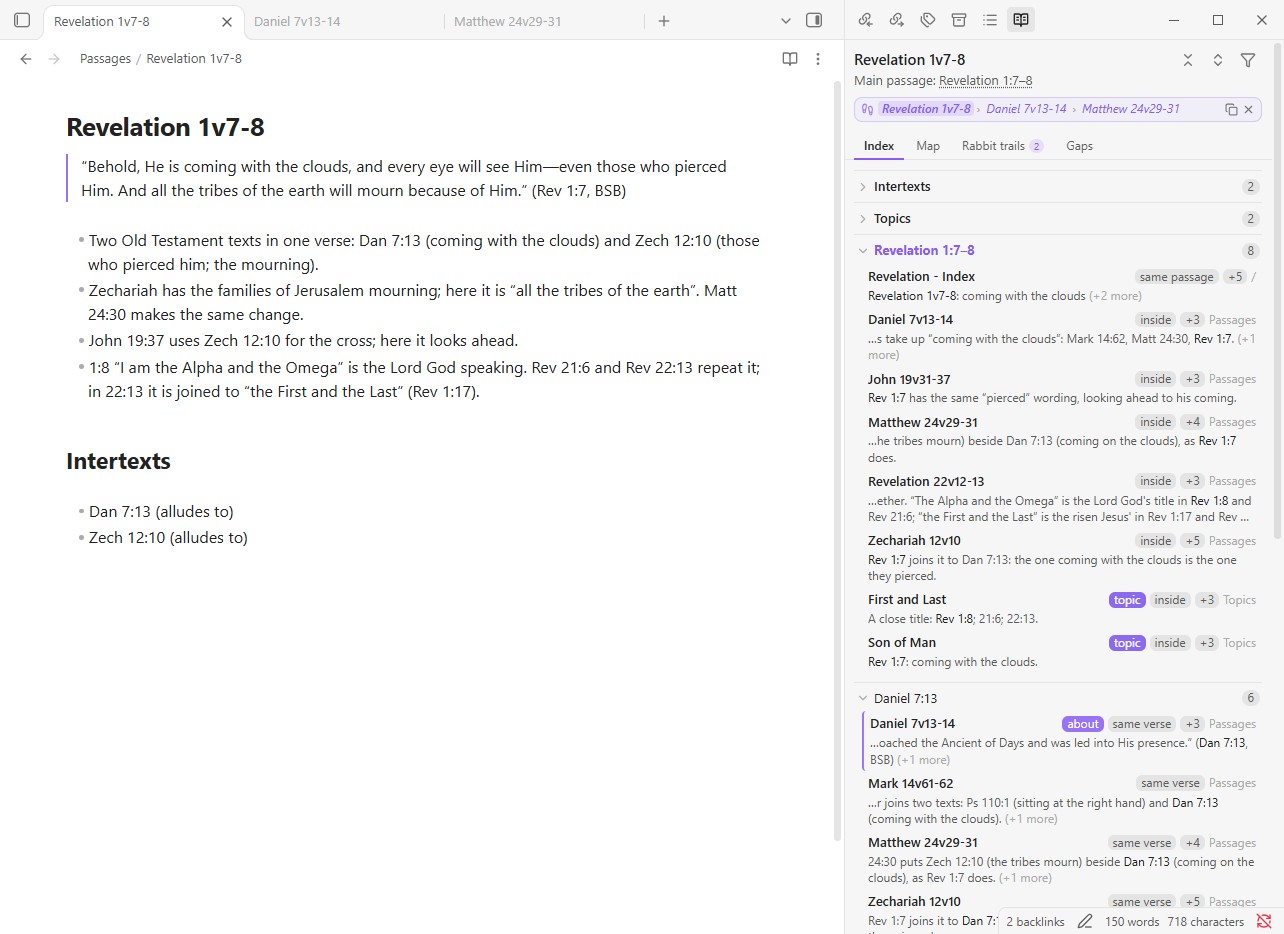 Revelation 1v7-8
Daniel 7v13-14
Matthew 24v29-31
Passages / Revelation 1v7-8
Revelation 1v7-8
“Behold, He is coming with the clouds, and every eye will see Him—even those who pierced
Him. And all the tribes of the earth will mourn because of Him.” (Rev 1:7, BSB)
Two Old Testament texts in one verse: Dan 7:13 (coming with the clouds) and Zech 12:10 (those
who pierced him; the mourning).
Zechariah has the families of Jerusalem mourning; here it is “all the tribes of the earth”. Matt
24:30 makes the same change.
John 19:37 uses Zech 12:10 for the cross; here it looks ahead.
1:8 “I am the Alpha and the Omega” is the Lord God speaking. Rev 21:6 and Rev 22:13 repeat it;
in 22:13 it is joined to “the First and the Last” (Rev 1:17).
Intertexts
Dan 7:13 (alludes to)
Zech 12:10 (alludes to)
Revelation 1v7-8
Main passage: Revelation 1:7–8
Revelation 1v7-8 › Daniel 7v13-14 › Matthew 24v29-31
Index Map Rabbit trails 2 Gaps
Intertexts 2
Topics 2
Revelation 1:7–8 8
Revelation - Index same passage +5 /
Revelation 1v7-8: coming with the clouds (+2 more)
Daniel 7v13-14 inside +3 Passages
...s take up “coming with the clouds”: Mark 14:62, Matt 24:30, Rev 1:7. (+1
more)
John 19v31-37 inside +3 Passages
Rev 1:7 has the same “pierced” wording, looking ahead to his coming.
Matthew 24v29-31 inside +4 Passages
...he tribes mourn) beside Dan 7:13 (coming on the clouds), as Rev 1:7
does.
Revelation 22v12-13 inside +3 Passages
...ether. “The Alpha and the Omega” is the Lord God's title in Rev 1:8 and
Rev 21:6; “the First and the Last” is the risen Jesus' in Rev 1:17 and Rev ...
Zechariah 12v10 inside +5 Passages
Rev 1:7 joins it to Dan 7:13: the one coming with the clouds is the one
they pierced.
First and Last topic inside +3 Topics
A close title: Rev 1:8; 21:6; 22:13.
Son of Man topic inside +3 Topics
Rev 1:7: coming with the clouds.
Daniel 7:13 6
Daniel 7v13-14 about same verse +3 Passages
...oached the Ancient of Days and was led into His presence.” (Dan 7:13,
BSB) (+1 more)
Mark 14v61-62 same verse Passages
...r joins two texts: Ps 110:1 (sitting at the right hand) and Dan 7:13
(coming with the clouds). (+1 more)
Matthew 24v29-31 same verse +4 Passages
24:30 puts Zech 12:10 (the tribes mourn) beside Dan 7:13 (coming on the
clouds), as Rev 1:7 does. (+1 more)
Zechariah 12v10 same verse +5 Passages
Rev 1:7 joins it to Dan 7:1
2 backlinks 150 words 718 characters